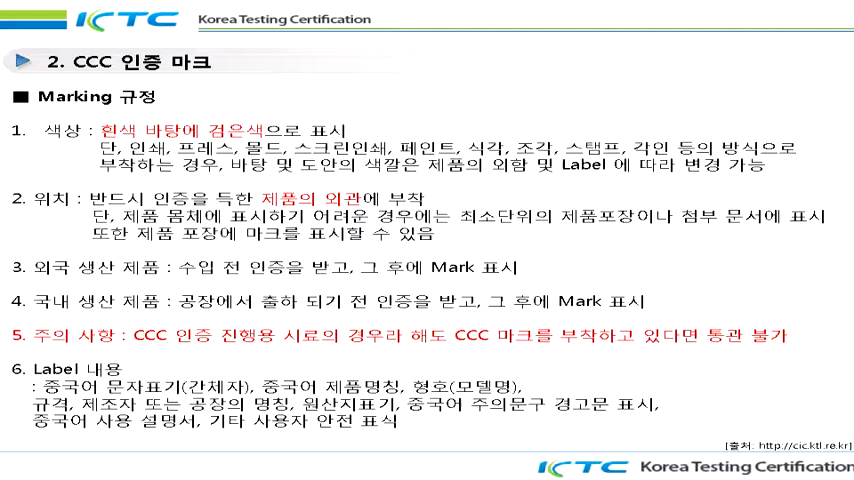 KTC Korea Testing Certification
2. CCC 인증 마크
■ Marking 규정
1. 색상 : 흰색 바탕에 검은색으로 표시
단, 인쇄, 프레스, 몰드, 스크린인쇄, 페인트, 식각, 조각, 스탬프, 각인 등의 방식으로
부착하는 경우, 바탕 및 도안의 색깔은 제품의 외함 및 Label 에 따라 변경 가능
2. 위치 : 반드시 인증을 득한 제품의 외관에 부착
단, 제품 몸체에 표시하기 어려운 경우에는 최소단위의 제품포장이나 첨부 문서에 표시
또한 제품 포장에 마크를 표시할 수 있음
3. 외국 생산 제품 : 수입 전 인증을 받고, 그 후에 Mark 표시
4. 국내 생산 제품 : 공장에서 출하 되기 전 인증을 받고, 그 후에 Mark 표시
5. 주의 사항 : CCC 인증 진행용 시료의 경우라 해도 CCC 마크를 부착하고 있다면 통관 불가
6. Label 내용
: 중국어 문자표기(간체자), 중국어 제품명칭, 형호(모델명),
규격, 제조자 또는 공장의 명칭, 원산지표기, 중국어 주의문구 경고문 표시,
중국어 사용 설명서, 기타 사용자 안전 표식
[출처: http://cic.ktl.re.kr]
KTC Korea Testing Certification